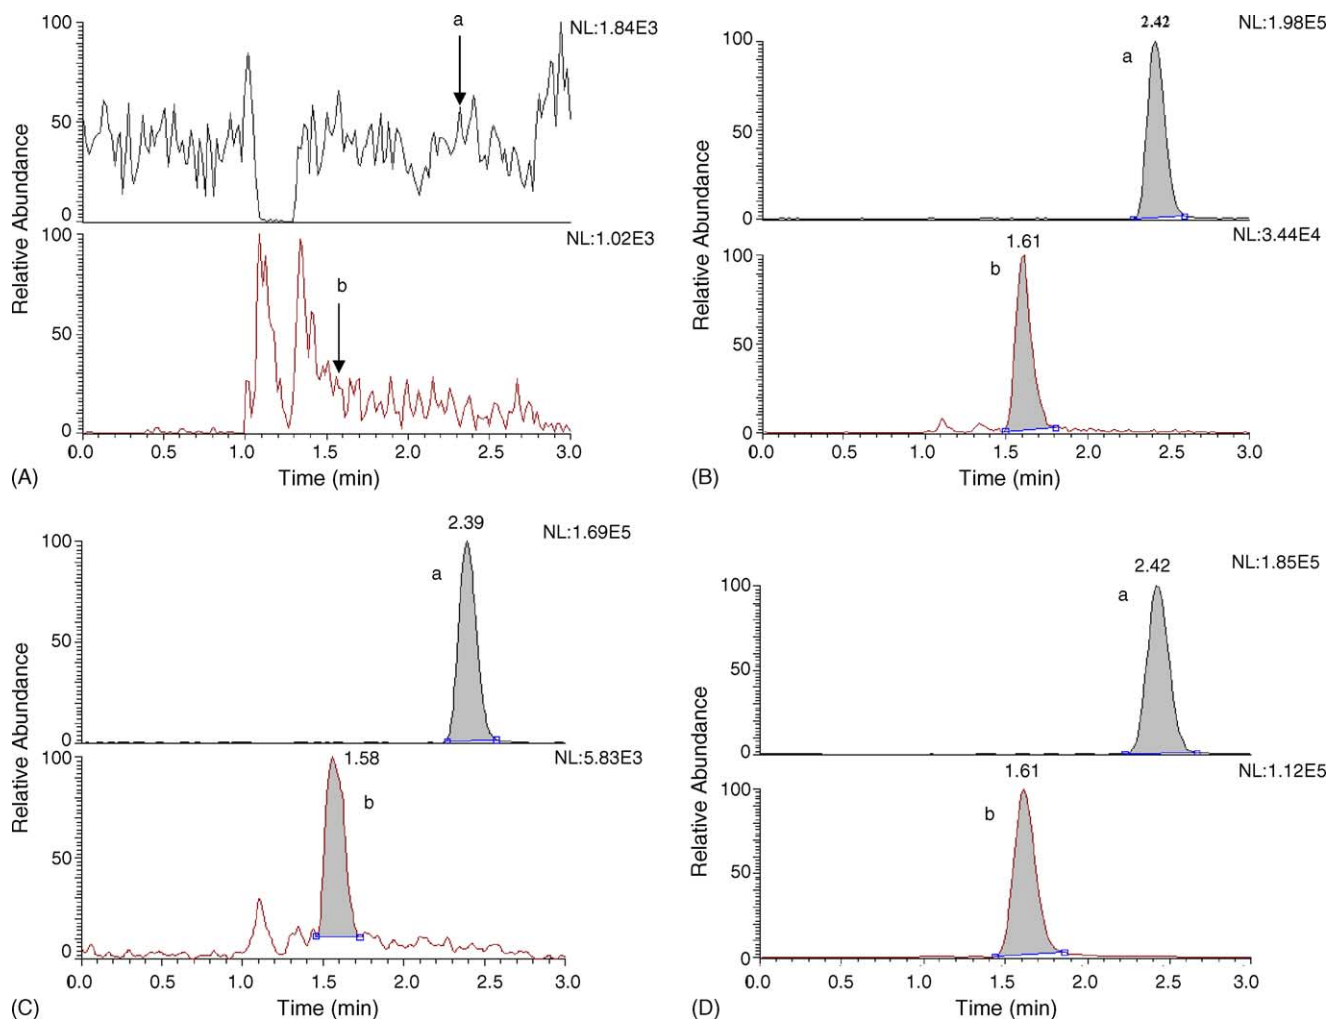 a
NL:1.84E3
100
50
0
Relative Abundance
NL:1.02E3
100
b
50
0
0.0 0.5 1.0 1.5 2.0 2.5 3.0
(A) Time (min)
2.42
NL:1.98E5
100
a
50
0
Relative Abundance
NL:3.44E4
1.61
100
b
50
0
0.0 0.5 1.0 1.5 2.0 2.5 3.0
(B) Time (min)
2.39
NL:1.69E5
100
a
50
0
Relative Abundance
NL:5.83E3
1.58
100
b
50
0
0.0 0.5 1.0 1.5 2.0 2.5 3.0
(C) Time (min)
2.42
NL:1.85E5
100
a
50
0
Relative Abundance
NL:1.12E5
1.61
100
b
50
0
0.0 0.5 1.0 1.5 2.0 2.5 3.0
(D) Time (min)